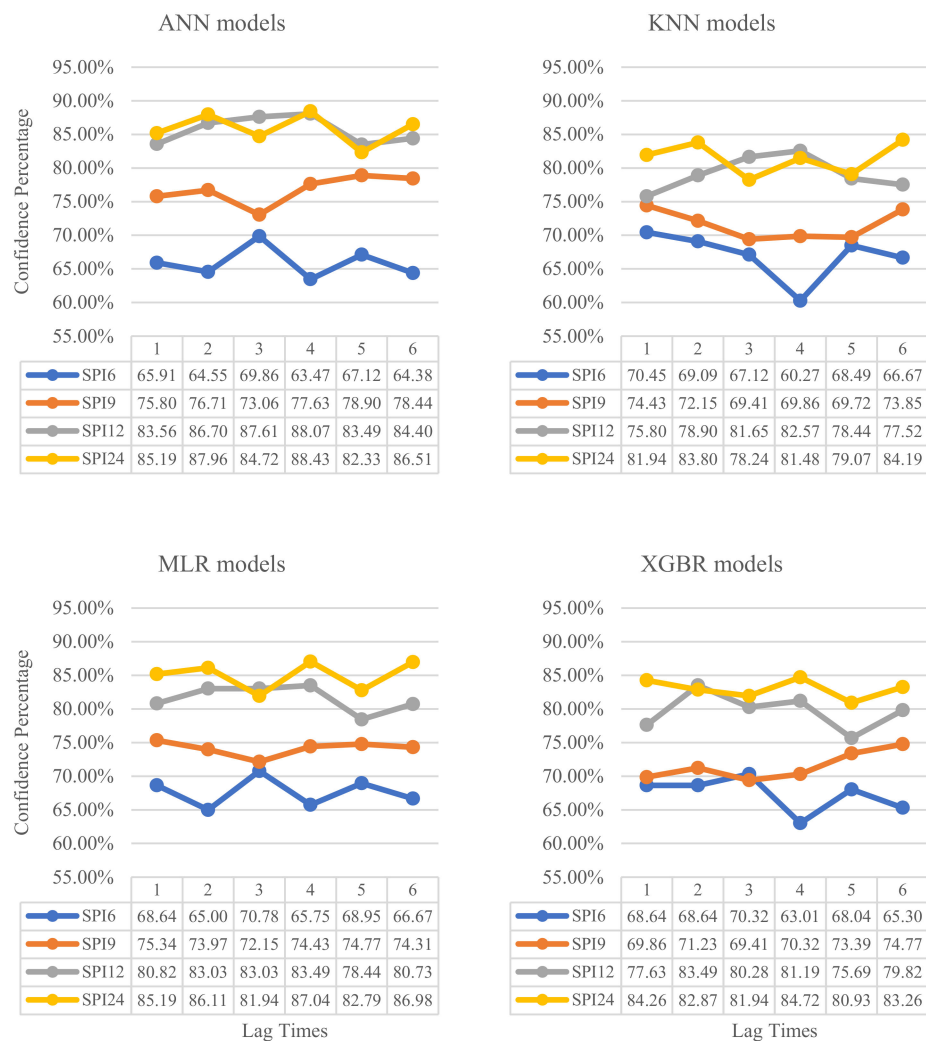 ANN models
Confidence Percentage
95.00%
90.00%
85.00%
80.00%
75.00%
70.00%
65.00%
60.00%
55.00%
1 2 3 4 5 6
SPI6 65.91 64.55 69.86 63.47 67.12 64.38
SPI9 75.80 76.71 73.06 77.63 78.90 78.44
SPI12 83.56 86.70 87.61 88.07 83.49 84.40
SPI24 85.19 87.96 84.72 88.43 82.33 86.51
KNN models
95.00%
90.00%
85.00%
80.00%
75.00%
70.00%
65.00%
60.00%
55.00%
1 2 3 4 5 6
SPI6 70.45 69.09 67.12 60.27 68.49 66.67
SPI9 74.43 72.15 69.41 69.86 69.72 73.85
SPI12 75.80 78.90 81.65 82.57 78.44 77.52
SPI24 81.94 83.80 78.24 81.48 79.07 84.19
MLR models
Confidence Percentage
95.00%
90.00%
85.00%
80.00%
75.00%
70.00%
65.00%
60.00%
55.00%
1 2 3 4 5 6
SPI6 68.64 65.00 70.78 65.75 68.95 66.67
SPI9 75.34 73.97 72.15 74.43 74.77 74.31
SPI12 80.82 83.03 83.03 83.49 78.44 80.73
SPI24 85.19 86.11 81.94 87.04 82.79 86.98
Lag Times
XGBR models
95.00%
90.00%
85.00%
80.00%
75.00%
70.00%
65.00%
60.00%
55.00%
1 2 3 4 5 6
SPI6 68.64 68.64 70.32 63.01 68.04 65.30
SPI9 69.86 71.23 69.41 70.32 73.39 74.77
SPI12 77.63 83.49 80.28 81.19 75.69 79.82
SPI24 84.26 82.87 81.94 84.72 80.93 83.26
Lag Times